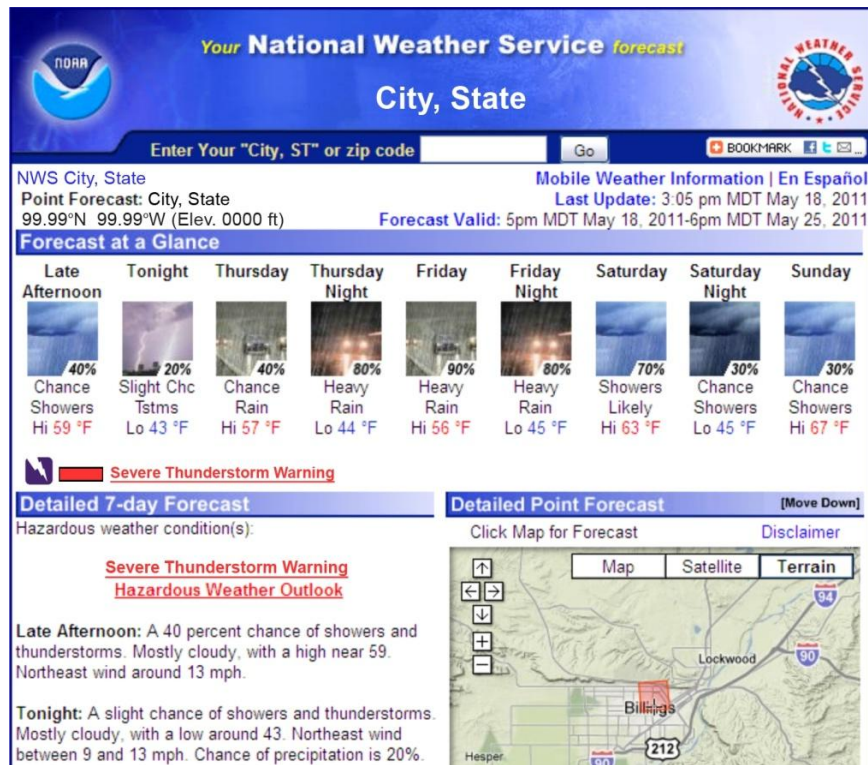 NOAA
Your National Weather Service forecast
NATIONAL WEATHER SERVICE
City, State
Enter Your "City, ST" or zip code
Go
BOOKMARK
NWS City, State
Mobile Weather Information | En Español
Point Forecast: City, State
Last Update: 3:05 pm MDT May 18, 2011
99.99°N 99.99°W (Elev. 0000 ft)
Forecast Valid: 5pm MDT May 18, 2011-6pm MDT May 25, 2011
Forecast at a Glance
Late Afternoon
40%
Chance
Showers
Hi 59 °F
Tonight
20%
Slight Chc
Tstms
Lo 43 °F
Thursday
40%
Chance
Rain
Hi 57 °F
Thursday
Night
80%
Heavy
Rain
Lo 44 °F
Friday
90%
Heavy
Rain
Hi 56 °F
Friday
Night
80%
Heavy
Rain
Lo 45 °F
Saturday
70%
Showers
Likely
Hi 63 °F
Saturday
Night
30%
Chance
Showers
Lo 45 °F
Sunday
30%
Chance
Showers
Hi 67 °F
Severe Thunderstorm Warning
Detailed 7-day Forecast
Hazardous weather condition(s):
Severe Thunderstorm Warning
Hazardous Weather Outlook
Late Afternoon: A 40 percent chance of showers and
thunderstorms. Mostly cloudy, with a high near 59.
Northeast wind around 13 mph.
Tonight: A slight chance of showers and thunderstorms.
Mostly cloudy, with a low around 43. Northeast wind
between 9 and 13 mph. Chance of precipitation is 20%.
Detailed Point Forecast
[Move Down]
Click Map for Forecast
Disclaimer
Map
Satellite
Terrain
94
Lockwood
90
Billings
212
Hesper
90